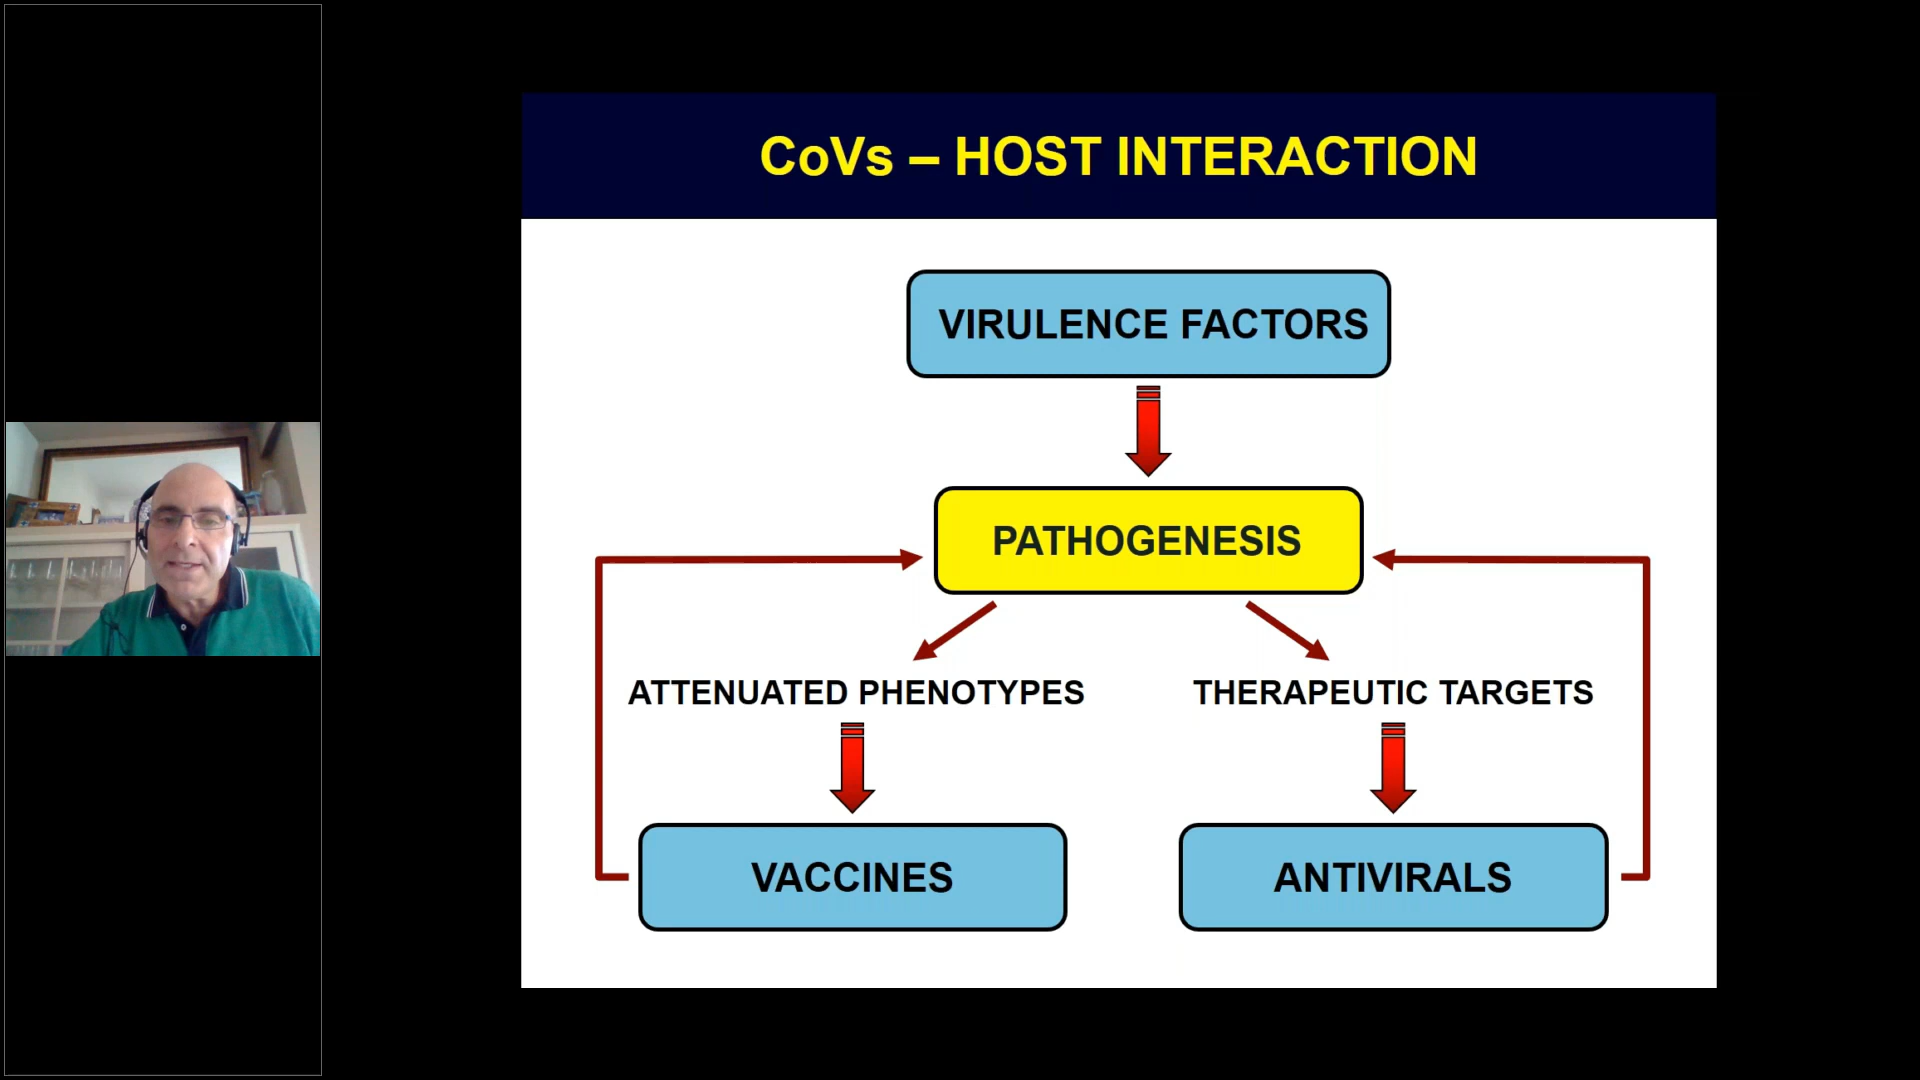 CoVs – HOST INTERACTION
VIRULENCE FACTORS
PATHOGENESIS
ATTENUATED PHENOTYPES
THERAPEUTIC TARGETS
VACCINES
ANTIVIRALS